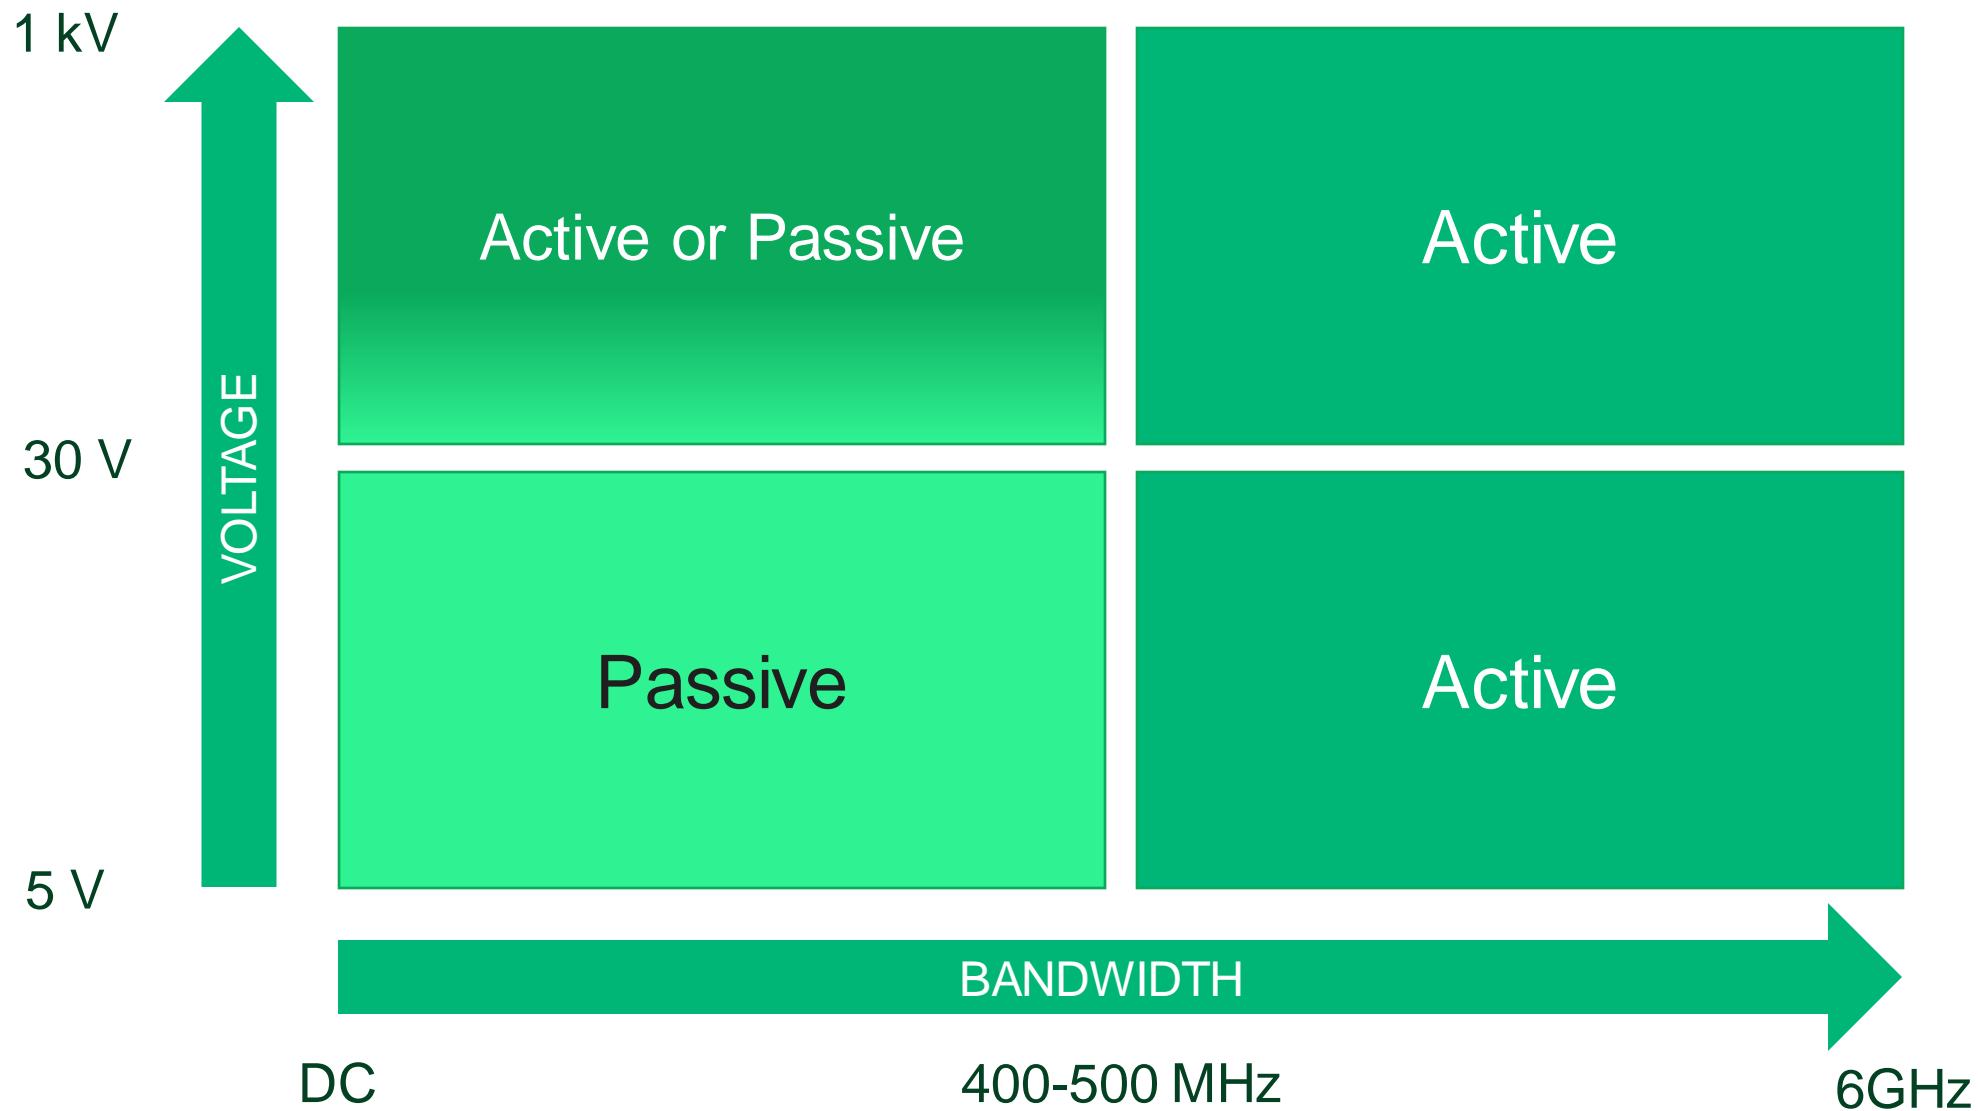 1 kV
Active or Passive
Active
VOLTAGE
30 V
Passive
Active
5 V
BANDWIDTH
DC
400-500 MHz
6GHz